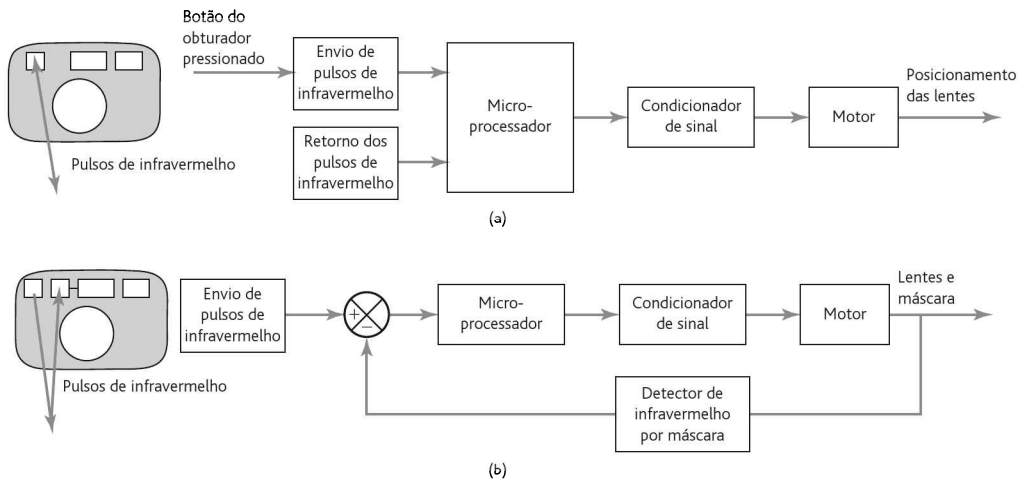 Botão do
obturador
pressionado
Envio de
pulsos de
infravermelho
Retorno dos
pulsos de
infravermelho
Micro-
processador
Condicionador
de sinal
Motor
Posicionamento
das lentes
Pulsos de infravermelho
(a)
Envio de
pulsos de
infravermelho
+
−
Micro-
processador
Condicionador
de sinal
Motor
Lentes e
máscara
Pulsos de infravermelho
Detector de
infravermelho
por máscara
(b)